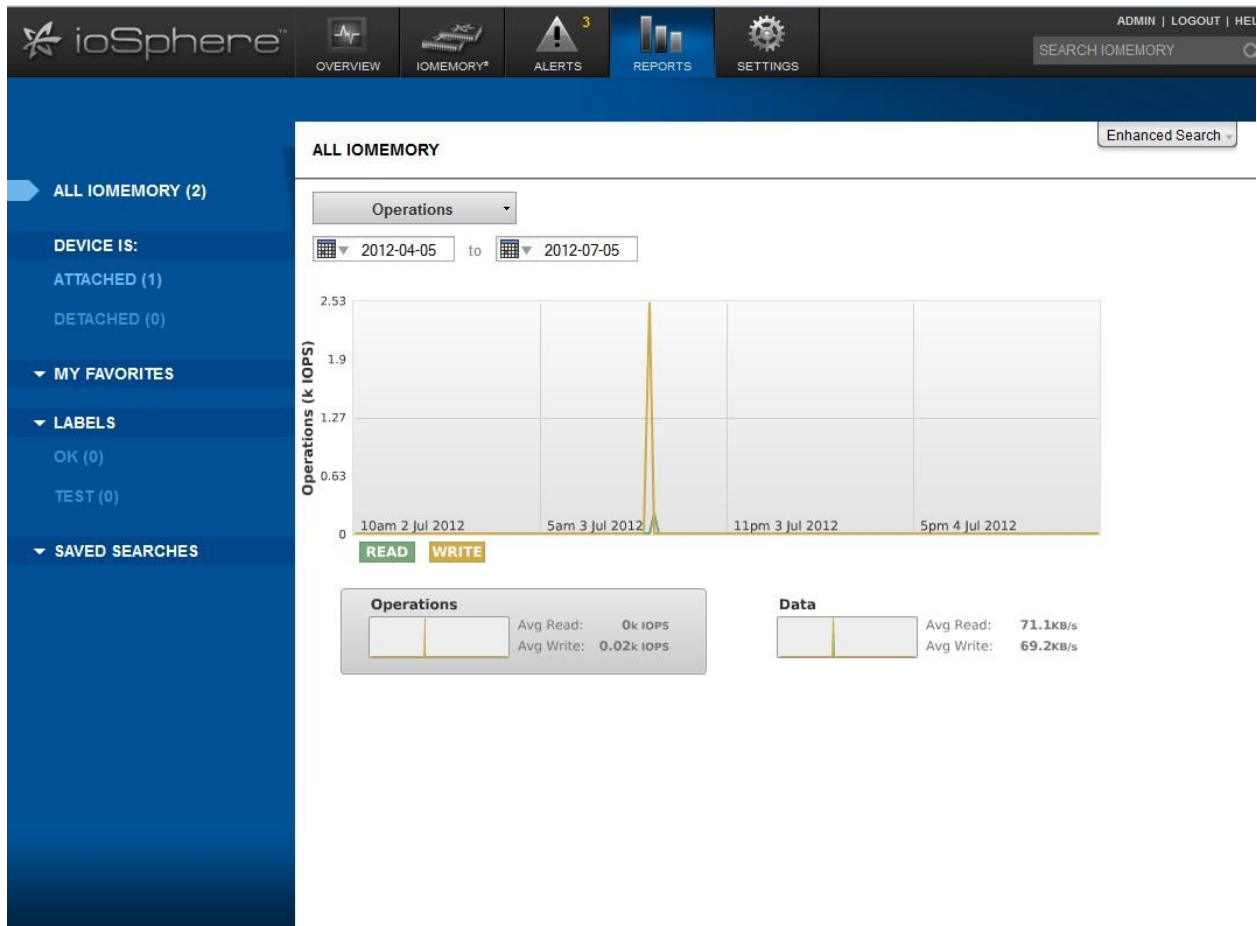 ioSphere™
OVERVIEW
IOMEMORY®
3
ALERTS
REPORTS
SETTINGS
ADMIN | LOGOUT | HEL
SEARCH IOMEMORY
ALL IOMEMORY (2)
DEVICE IS:
ATTACHED (1)
DETACHED (0)
MY FAVORITES
LABELS
OK (0)
TEST (0)
SAVED SEARCHES
ALL IOMEMORY
Enhanced Search
Operations
2012-04-05 to 2012-07-05
Operations (k IOPS)
2.53
1.9
1.27
0.63
0
10am 2 Jul 2012
5am 3 Jul 2012
11pm 3 Jul 2012
5pm 4 Jul 2012
READ WRITE
Operations
Avg Read: 0k IOPS
Avg Write: 0.02k IOPS
Data
Avg Read: 71.1KB/s
Avg Write: 69.2KB/s